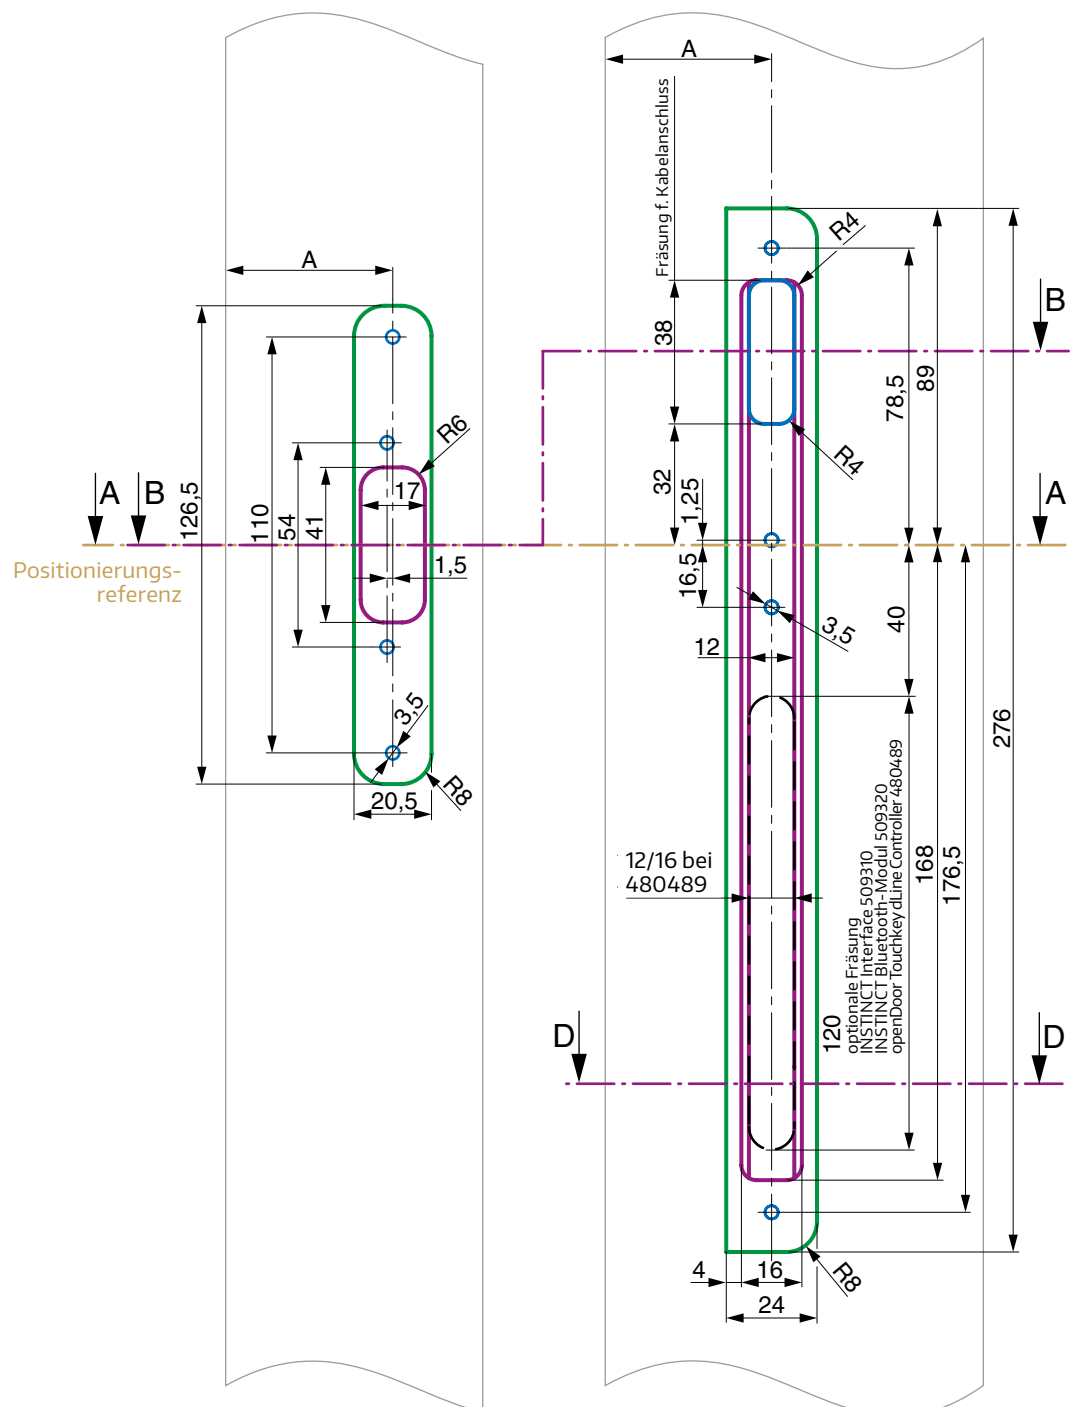 A
A
Fräsung f. Kabelanschluss
R4
B
38
78,5
89
R6
R4
32
1,25
17
A
B
126,5
110
54
41
A
Positionierungs-
referenz
1,5
16,5
3,5
12
40
276
3,5
R8
20,5
12/16 bei
480489
120
optionale Fräsung
INSTINCT Interface 509310
INSTINCT Bluetooth-Modul 509320
openDoor Touchkey dLine Controller 480489
168
176,5
D
D
4
16
R8
24